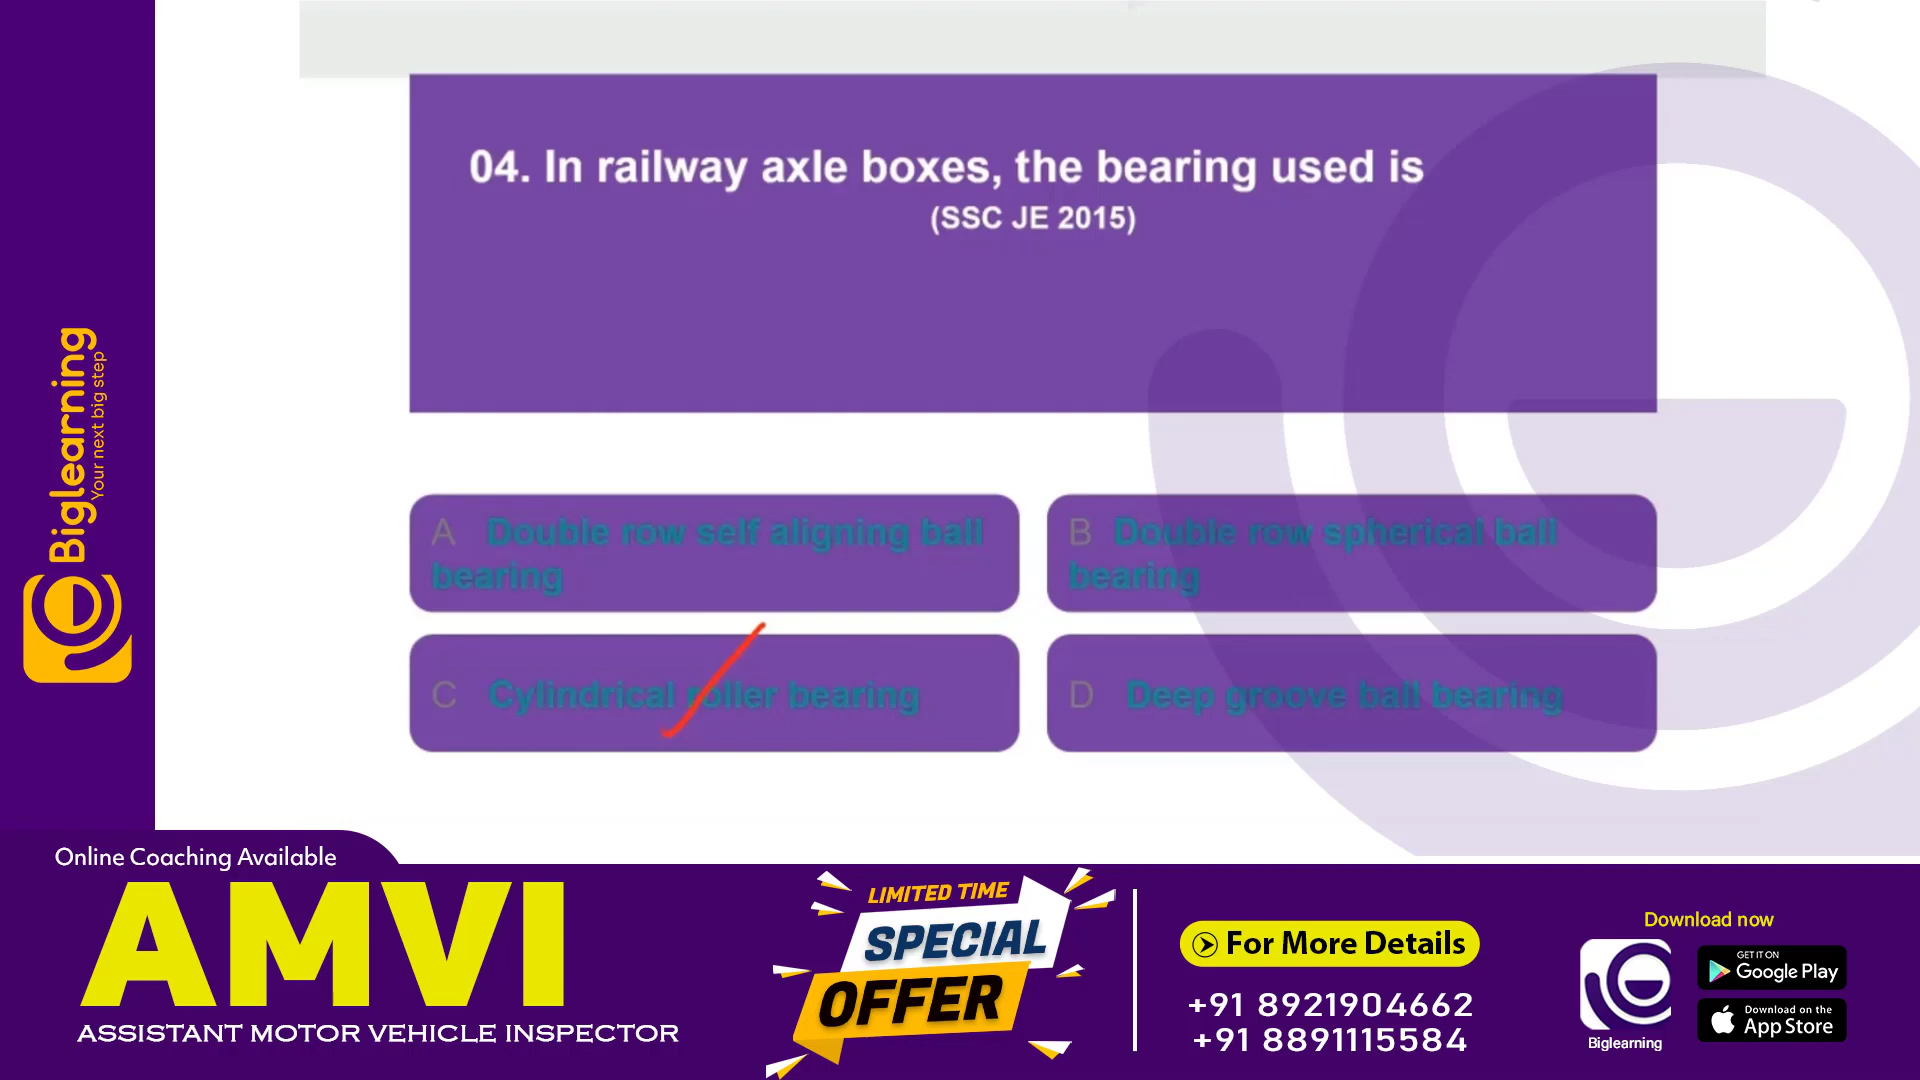 04. In railway axle boxes, the bearing used is
(SSC JE 2015)
A Double row self aligning ball
bearing
B Double row spherical ball
bearing
C Cylindrical roller bearing
D Deep groove ball bearing
Biglearning
Your next big step
Online Coaching Available
AMVI
ASSISTANT MOTOR VEHICLE INSPECTOR
LIMITED TIME
SPECIAL
OFFER
For More Details
+91 8921904662
+91 8891115584
Download now
Biglearning
GET IT ON
Google Play
Download on the
App Store